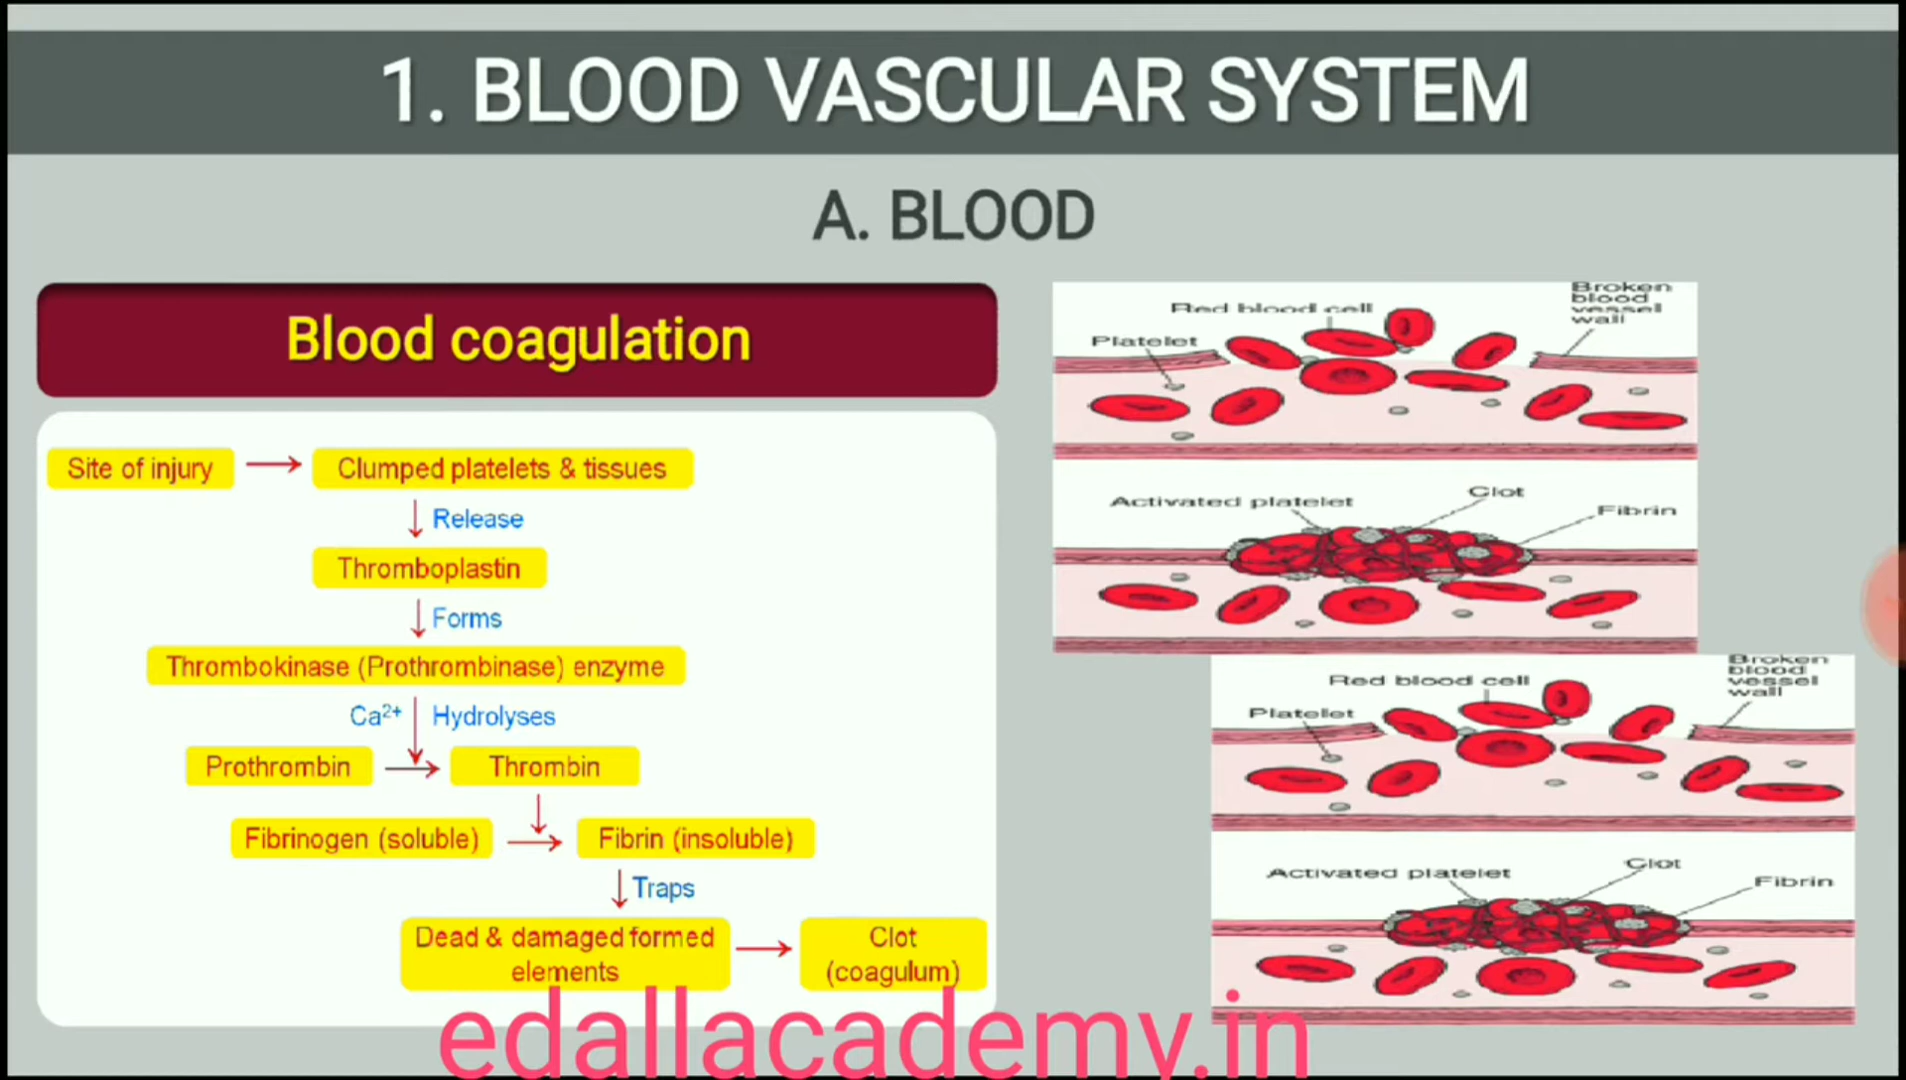 1. BLOOD VASCULAR SYSTEM
A. BLOOD
Blood coagulation
Site of injury
Clumped platelets & tissues
Release
Thromboplastin
Forms
Thrombokinase (Prothrombinase) enzyme
Ca²⁺
Hydrolyses
Prothrombin
Thrombin
Fibrinogen (soluble)
Fibrin (insoluble)
Traps
Dead & damaged formed
elements
Clot
(coagulum)
Broken
blood
vessel
wall
Red blood cell
Platelet
Activated platelet
Clot
Fibrin
Broken
blood
vessel
wall
Red blood cell
Platelet
Activated platelet
Clot
Fibrin
edallacademy.in